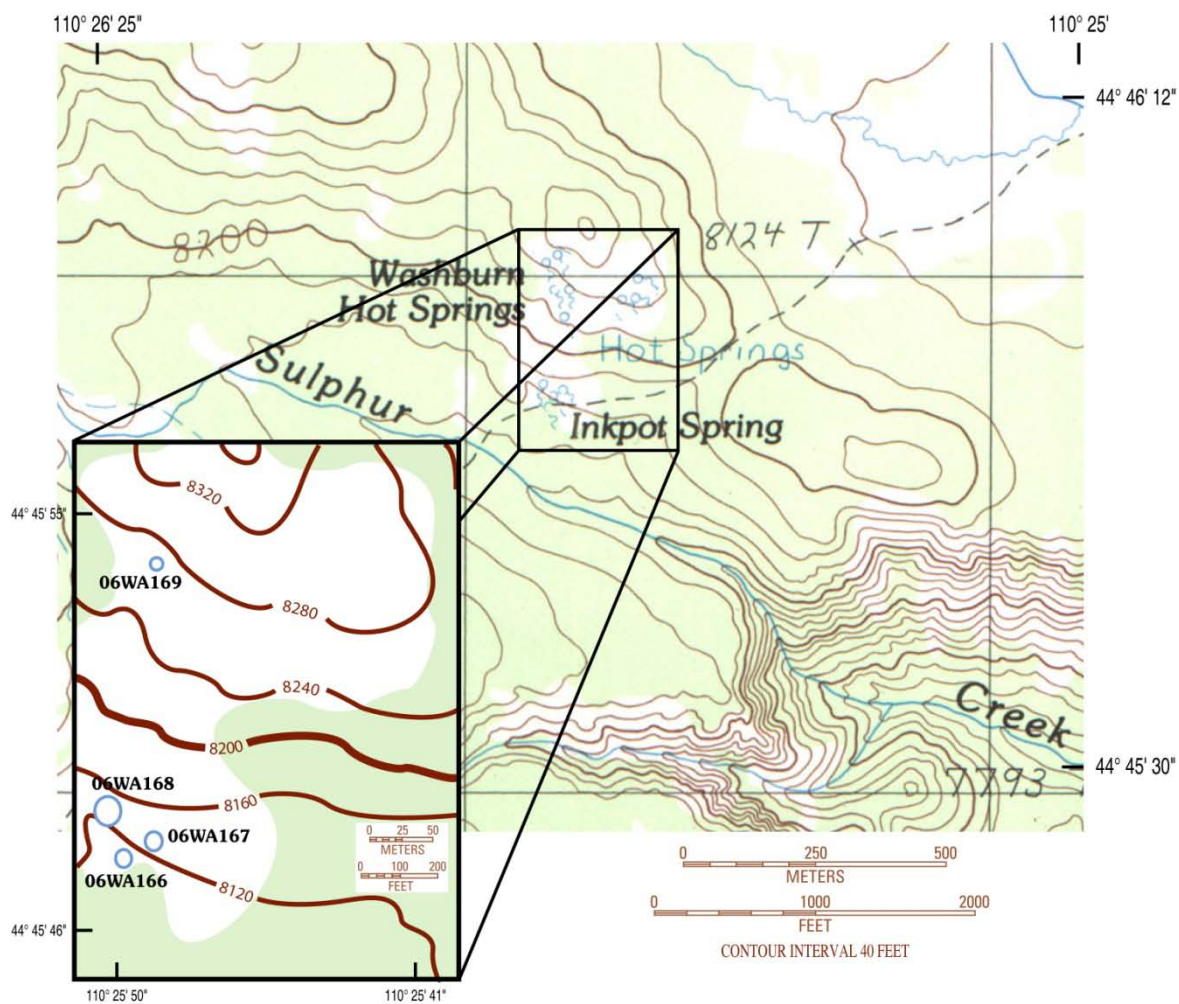 110° 26' 25"
110° 25'
44° 46' 12"
8200
8124 T
Washburn
Hot Springs
Hot Springs
Sulphur
Inkpot Spring
44° 45' 55"
8320
06WA169
8280
8240
8200
06WA168
8160
06WA167
06WA166
8120
0 25 50
METERS
0 100 200
FEET
44° 45' 46"
110° 25' 50"
110° 25' 41"
Creek
44° 45' 30"
7793
0 250 500
METERS
0 1000 2000
FEET
CONTOUR INTERVAL 40 FEET